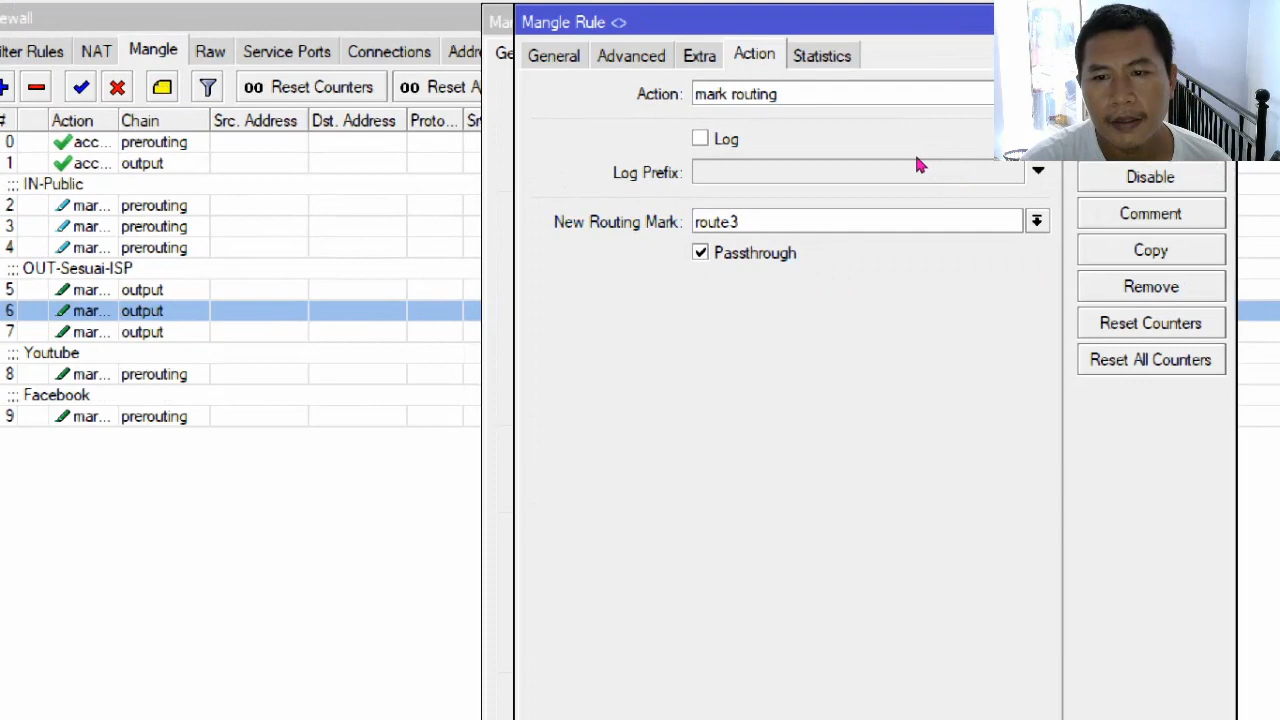 ewall
Mangle Rule <>
lter Rules NAT Mangle Raw Service Ports Connections Addre
Ge
General Advanced Extra Action Statistics
00 Reset Counters 00 Reset A
Action: mark routing
# Action Chain Src. Address Dst. Address Proto... Sr
0 acc... prerouting
Log
1 acc... output
Log Prefix:
Disable
;;; IN-Public
2 mar... prerouting
Comment
3 mar... prerouting
New Routing Mark: route3
4 mar... prerouting
Passthrough
Copy
;;; OUT-Sesuai-ISP
5 mar... output
Remove
6 mar... output
Reset Counters
7 mar... output
;;; Youtube
Reset All Counters
8 mar... prerouting
;;; Facebook
9 mar... prerouting